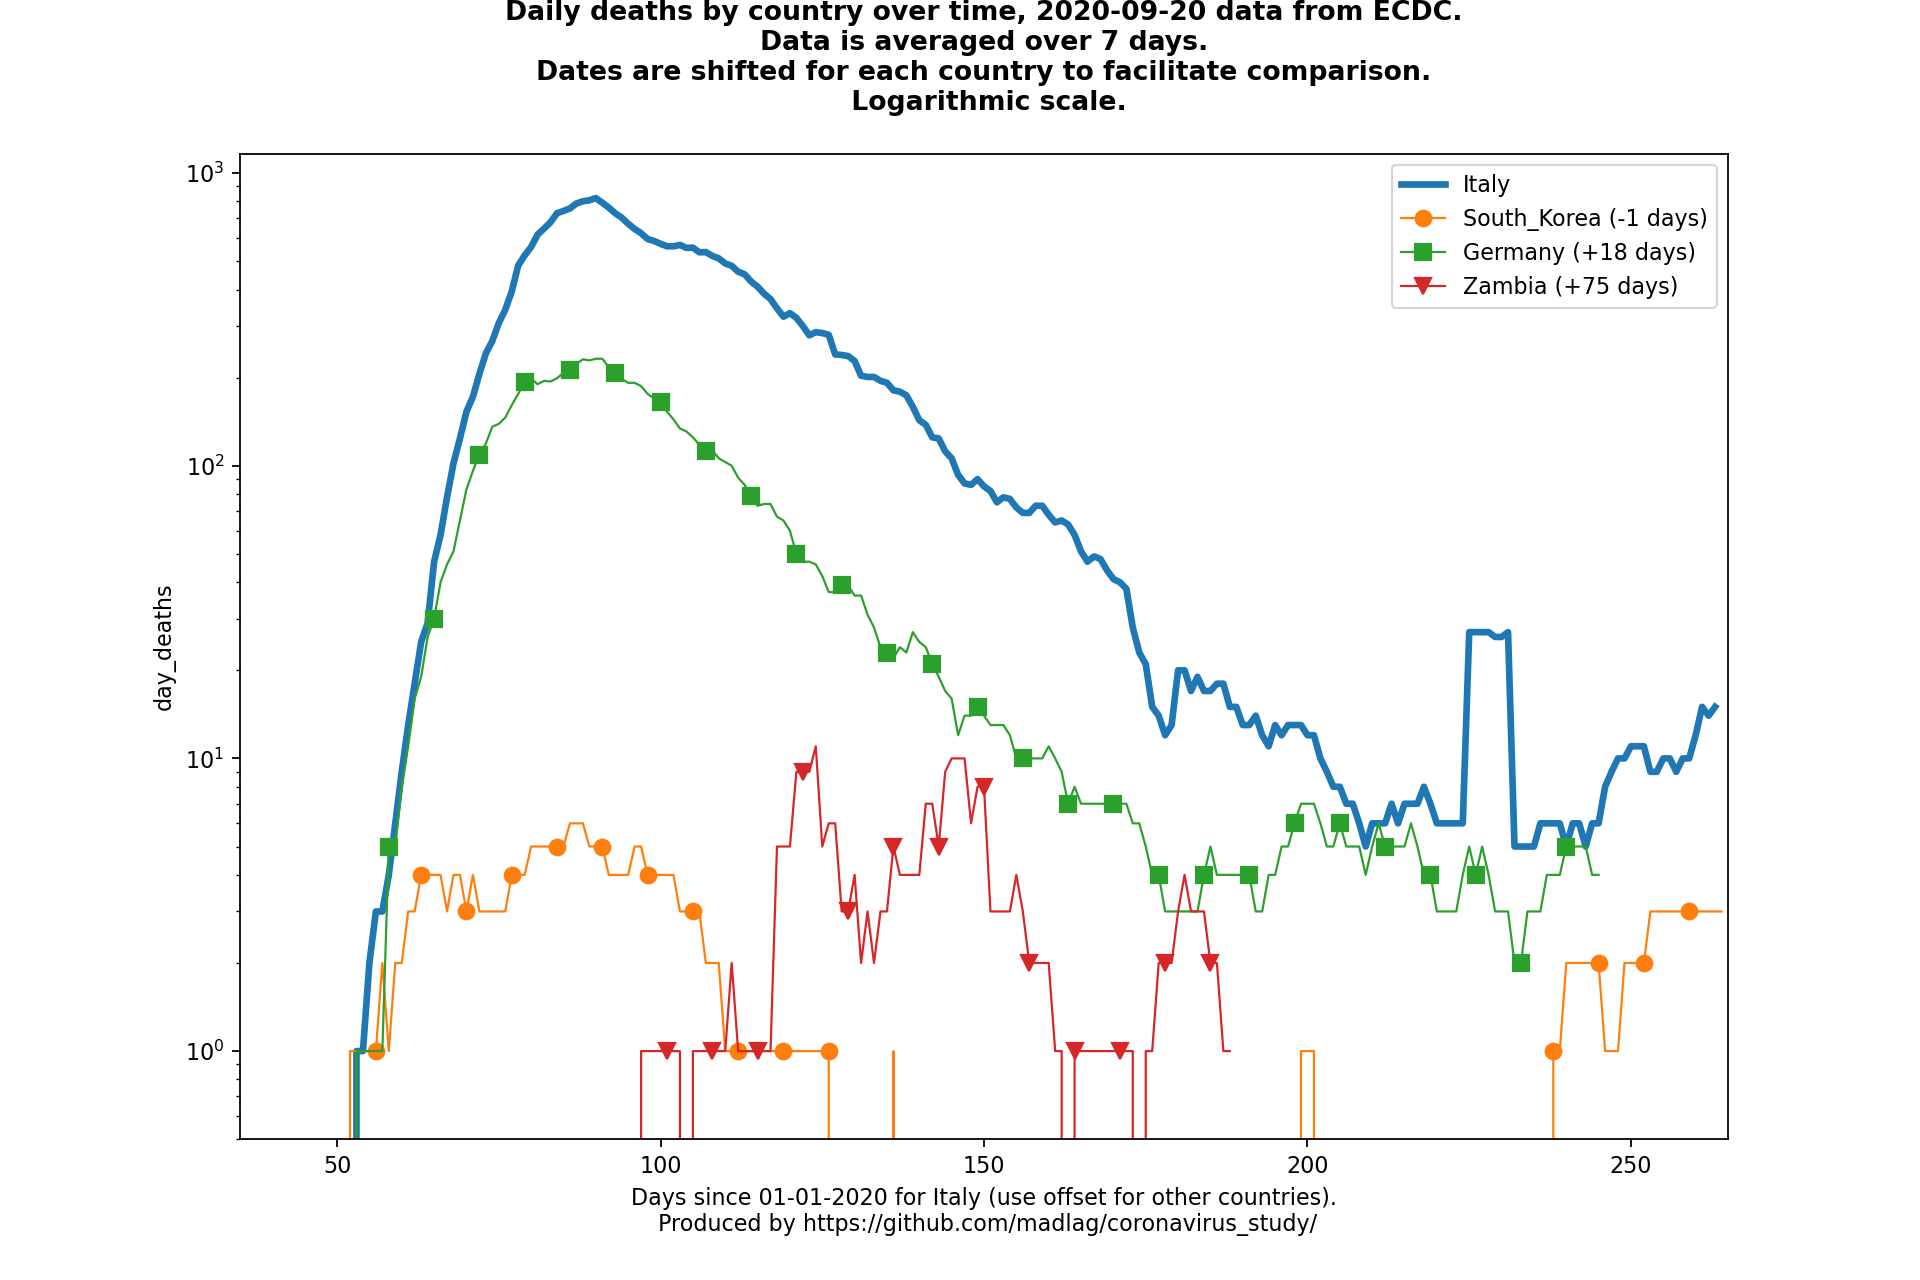 Daily deaths by country over time, 2020-09-20 data from ECDC.
Data is averaged over 7 days.
Dates are shifted for each country to facilitate comparison.
Logarithmic scale.
10³
10²
10¹
10⁰
day_deaths
Italy
South_Korea (-1 days)
Germany (+18 days)
Zambia (+75 days)
50 100 150 200 250
Days since 01-01-2020 for Italy (use offset for other countries).
Produced by https://github.com/madlag/coronavirus_study/